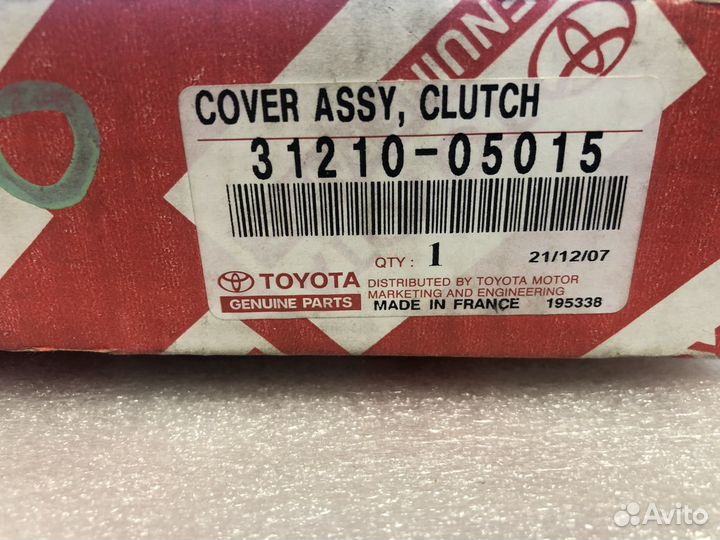 GENUIN
COVER ASSY, CLUTCH
31210-05015
QTY : 1 21/12/07
TOYOTA
GENUINE PARTS
DISTRIBUTED BY TOYOTA MOTOR
MARKETING AND ENGINEERING
MADE IN FRANCE 195338
Avito